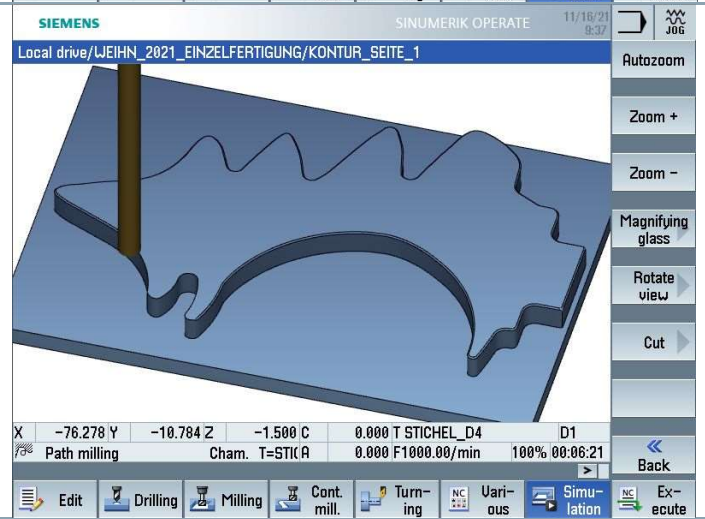 SIEMENS
SINUMERIK OPERATE
11/16/21
9:37
JOG
Local drive/WEIHN_2021_EINZELFERTIGUNG/KONTUR_SEITE_1
Autozoom
Zoom +
Zoom -
Magnifying
glass
Rotate
view
Cut
X -76.278 Y -10.784 Z -1.500 C 0.000 T STICHEL_D4 D1
Path milling Cham. T=STIC A 0.000 F1000.00/min 100% 00:06:21
>
Back
Edit
Drilling
Milling
Cont.
mill.
Turn-
ing
NC
Vari-
ous
Simu-
lation
NC
Ex-
ecute